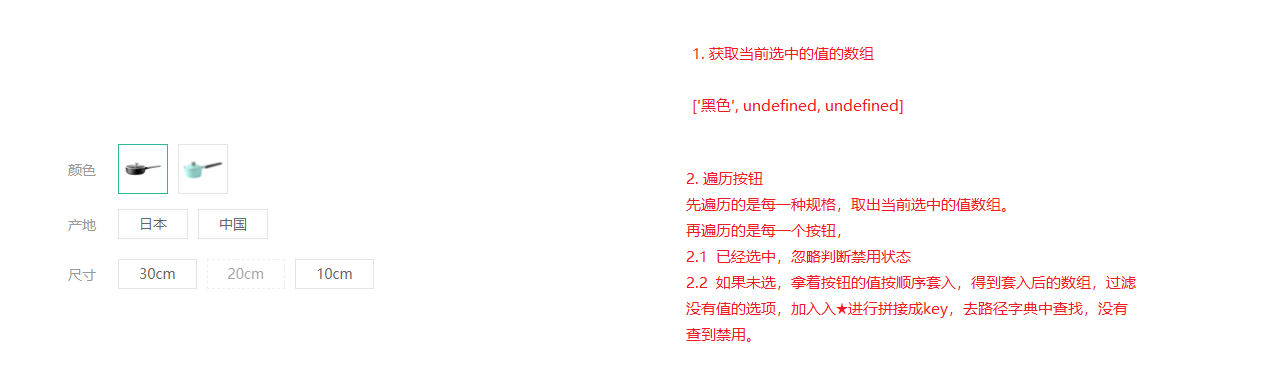 颜色
产地 日本 中国
尺寸 30cm 20cm 10cm
1. 获取当前选中的值的数组
['黑色', undefined, undefined]
2. 遍历按钮
先遍历的是每一种规格，取出当前选中的值数组。
再遍历的是每一个按钮，
2.1 已经选中，忽略判断禁用状态
2.2 如果未选，拿着按钮的值按顺序套入，得到套入后的数组，过滤
没有值的选项，加入入★进行拼接成key，去路径字典中查找，没有
查到禁用。